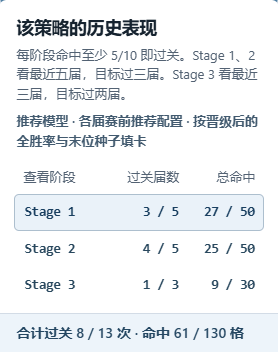 该策略的历史表现
每阶段命中至少 5/10 即过关。Stage 1、2
看最近五届，目标过三届。Stage 3 看最近
三届，目标过两届。
推荐模型 · 各届赛前推荐配置 · 按晋级后的
全胜率与末位种子填卡
查看阶段 过关届数 总命中
Stage 1 3 / 5 27 / 50
Stage 2 4 / 5 25 / 50
Stage 3 1 / 3 9 / 30
合计过关 8 / 13 次 · 命中 61 / 130 格